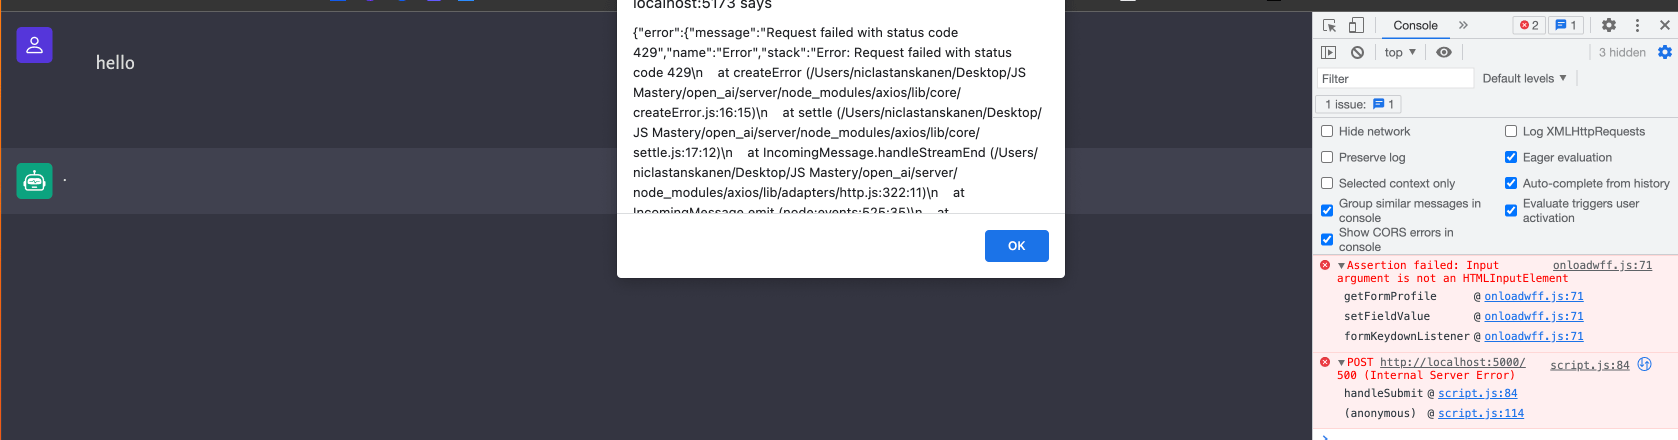 hello
.
localhost:5173 says
{"error":{"message":"Request failed with status code
429","name":"Error","stack":"Error: Request failed with status
code 429\n    at createError (/Users/niclastanskanen/Desktop/JS
Mastery/open_ai/server/node_modules/axios/lib/core/
createError.js:16:15)\n    at settle (/Users/niclastanskanen/Desktop/
JS Mastery/open_ai/server/node_modules/axios/lib/core/
settle.js:17:12)\n    at IncomingMessage.handleStreamEnd (/Users/
niclastanskanen/Desktop/JS Mastery/open_ai/server/
node_modules/axios/lib/adapters/http.js:322:11)\n    at
IncomingMessage.emit (node:events:525:35)\n    at
OK
Console » 2 1
top ▼ 3 hidden
Filter Default levels ▼
1 issue: 1
Hide network Log XMLHttpRequests
Preserve log Eager evaluation
Selected context only Auto-complete from history
Group similar messages in
console
Evaluate triggers user
activation
Show CORS errors in
console
▼Assertion failed: Input onloadwff.js:71
argument is not an HTMLInputElement
getFormProfile @ onloadwff.js:71
setFieldValue @ onloadwff.js:71
formKeydownListener @ onloadwff.js:71
▼POST http://localhost:5000/ script.js:84
500 (Internal Server Error)
handleSubmit @ script.js:84
(anonymous) @ script.js:114